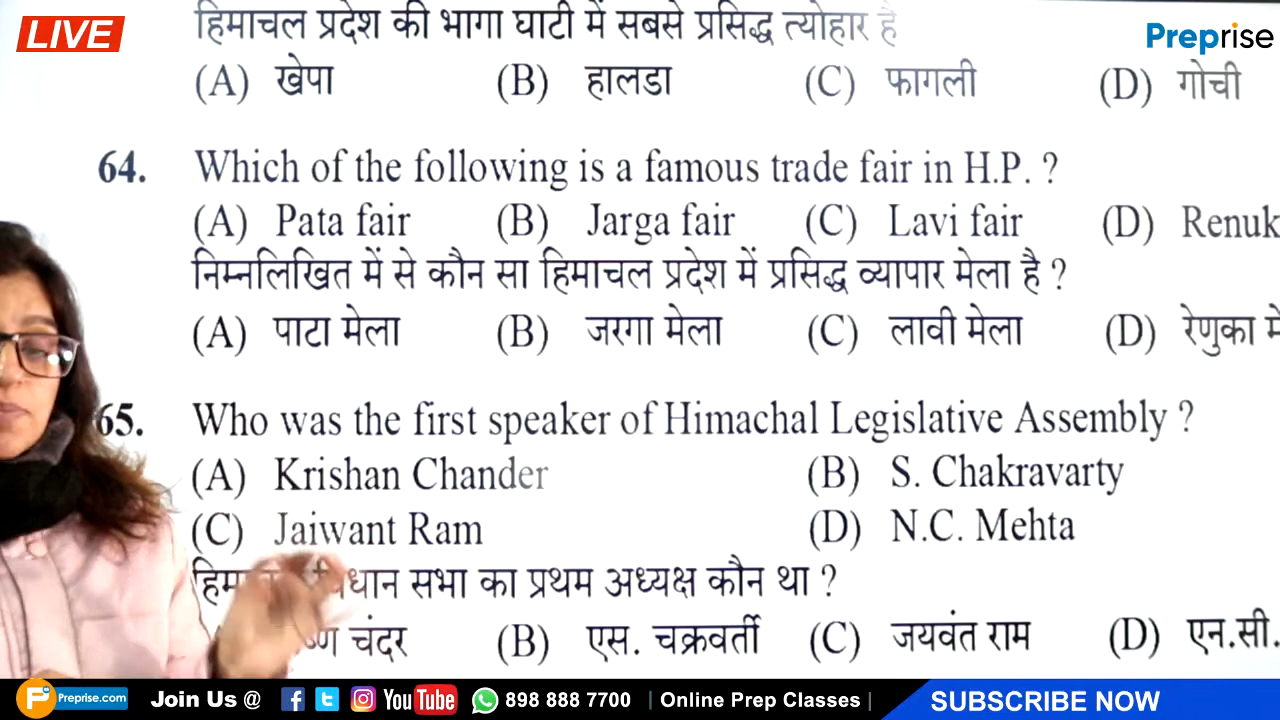 हिमाचल प्रदेश की भागा घाटी में सबसे प्रसिद्ध त्योहार है
LIVE
Preprise
(A) खेपा (B) हालडा (C) फागली (D) गोची
64. Which of the following is a famous trade fair in H.P. ?
(A) Pata fair (B) Jarga fair (C) Lavi fair (D) Renuk
निम्नलिखित में से कौन सा हिमाचल प्रदेश में प्रसिद्ध व्यापार मेला है ?
(A) पाटा मेला (B) जरगा मेला (C) लावी मेला (D) रेणुका मे
65. Who was the first speaker of Himachal Legislative Assembly ?
(A) Krishan Chander (B) S. Chakravarty
(C) Jaiwant Ram (D) N.C. Mehta
सभा का प्रथम अध्यक्ष कौन था ?
चंदर (B) एस. चक्रवर्ती (C) जयवंत राम (D) एन.सी.
Preprise.com Join Us @ YouTube 898 888 7700 | Online Prep Classes | SUBSCRIBE NOW